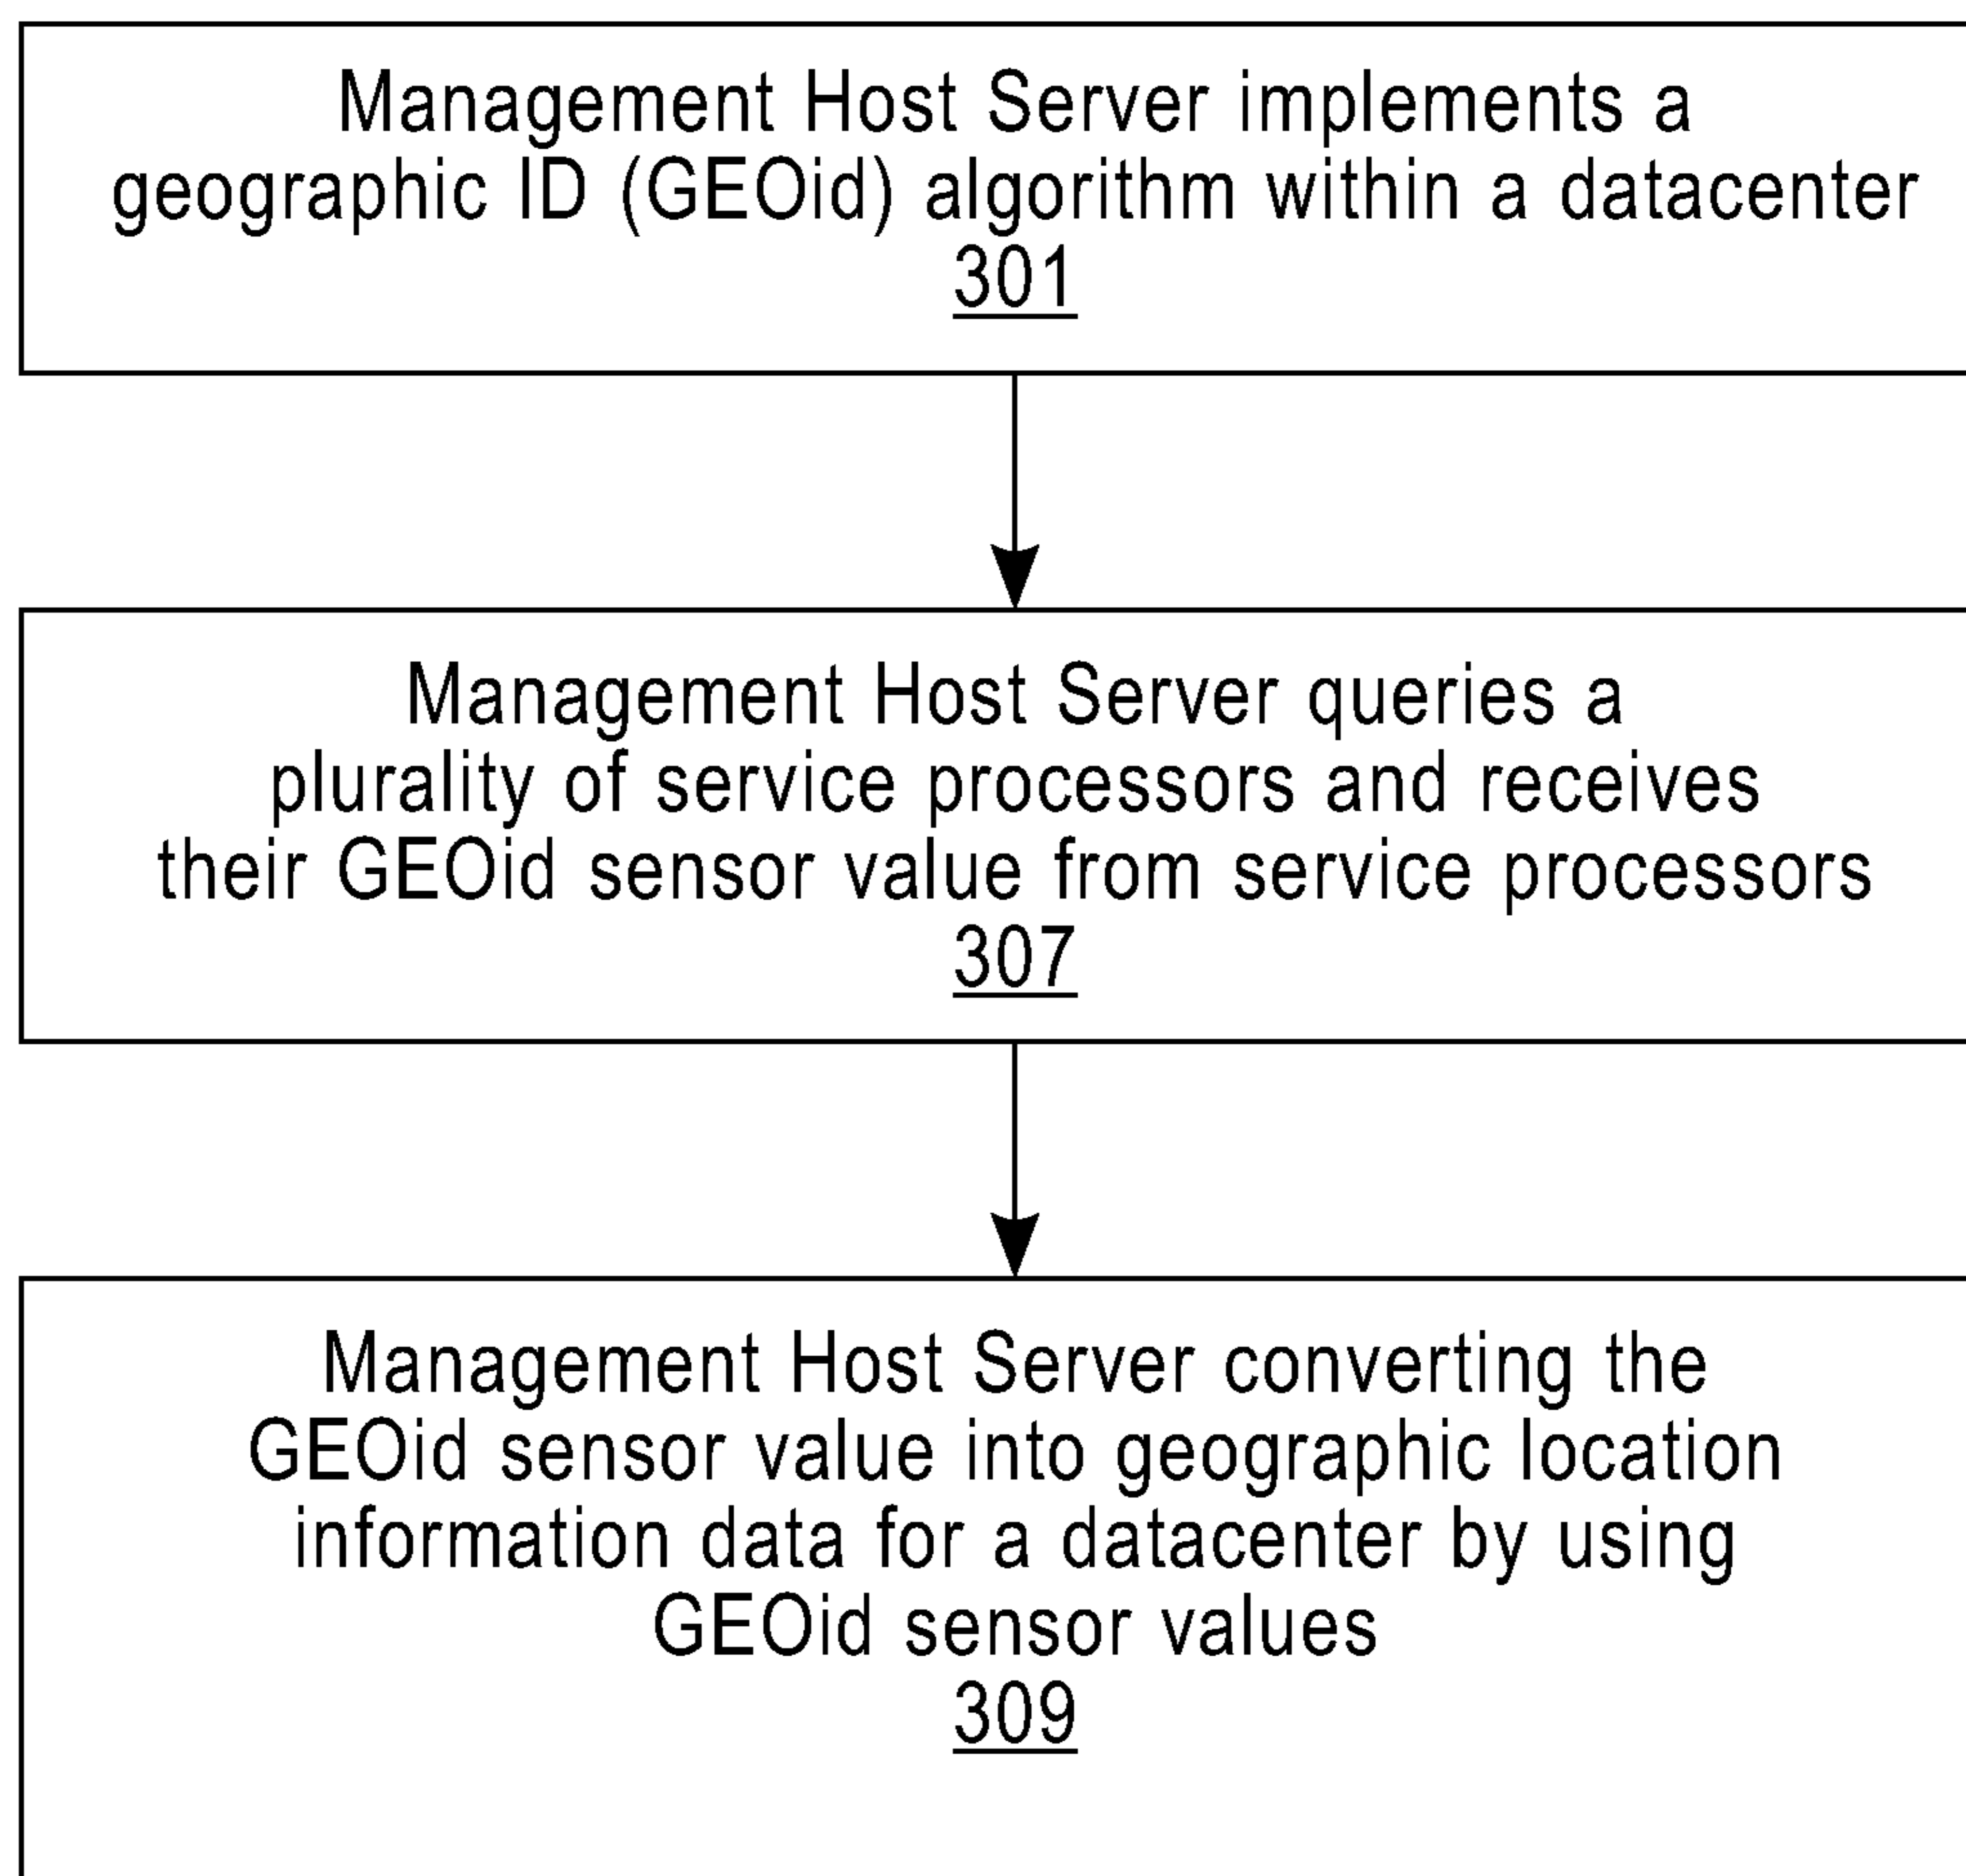 Management Host Server implements a
geographic ID (GEOid) algorithm within a datacenter
301
Management Host Server queries a
plurality of service processors and receives
their GEOid sensor value from service processors
307
Management Host Server converting the
GEOid sensor value into geographic location
information data for a datacenter by using
GEOid sensor values
309